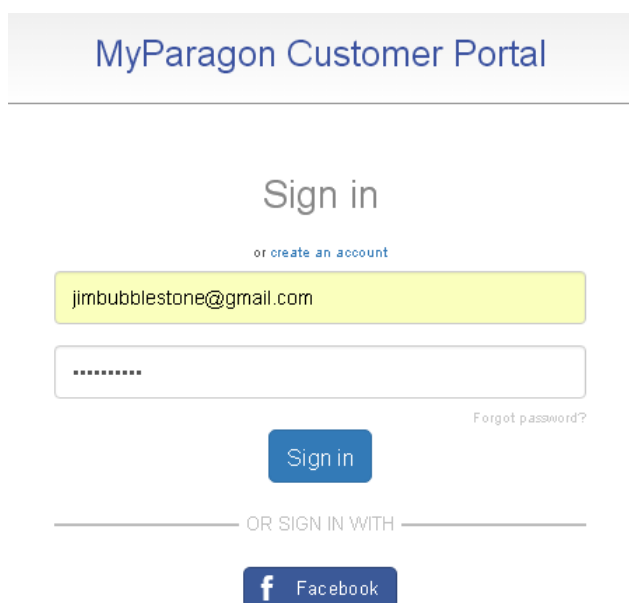 MyParagon Customer Portal
Sign in
or create an account
jimbubblestone@gmail.com
••••••••••
Forgot password?
Sign in
OR SIGN IN WITH
f Facebook